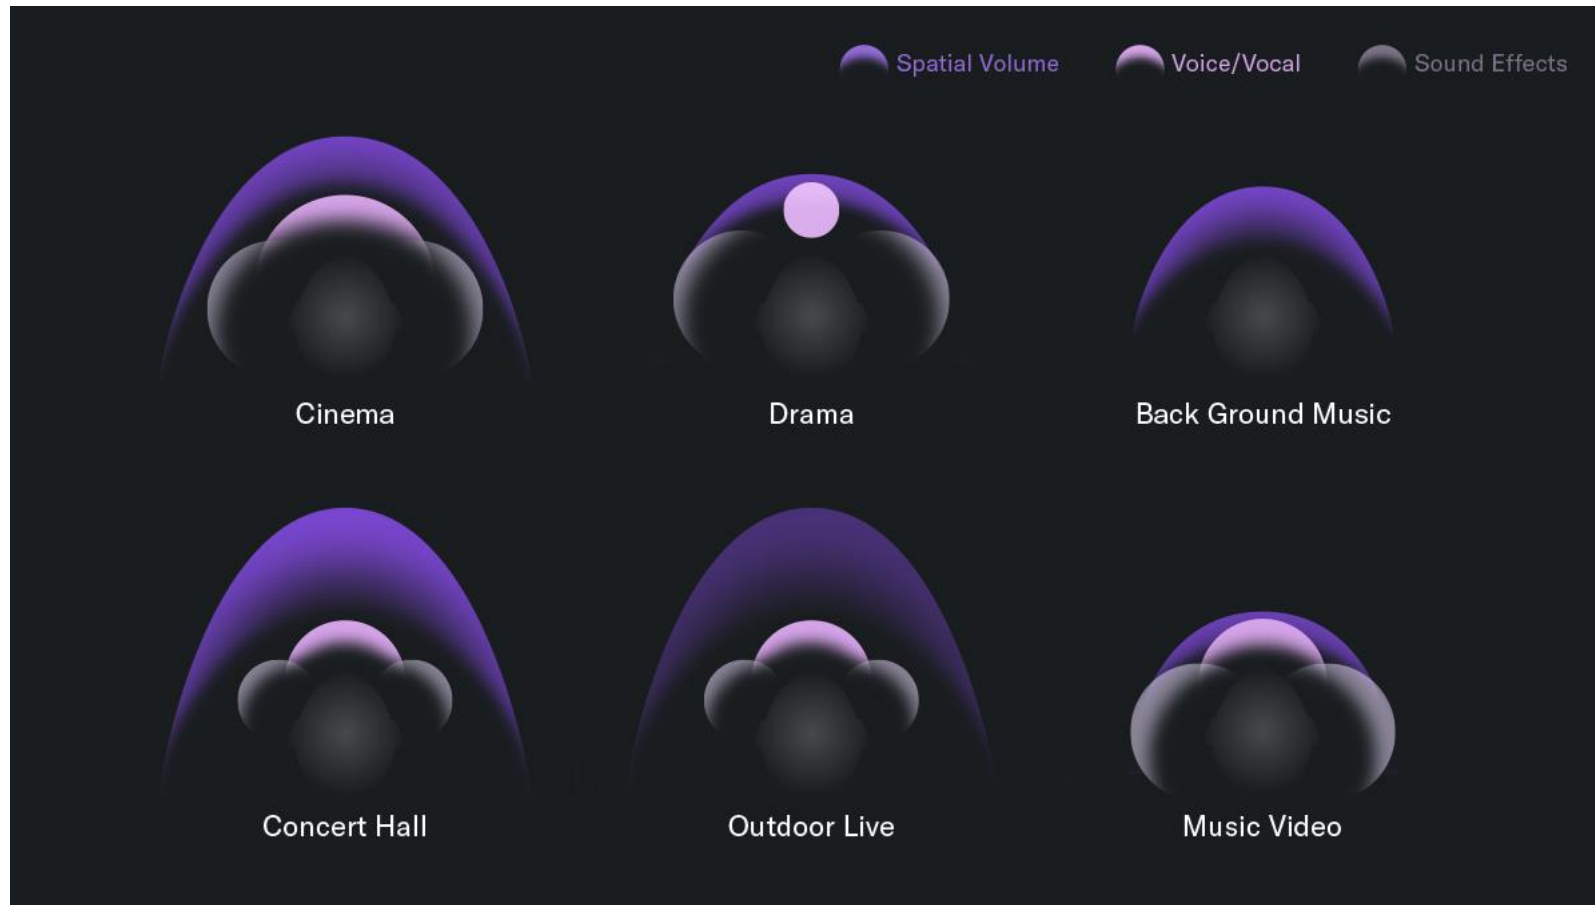 Spatial Volume
Voice/Vocal
Sound Effects
Cinema
Drama
Back Ground Music
Concert Hall
Outdoor Live
Music Video